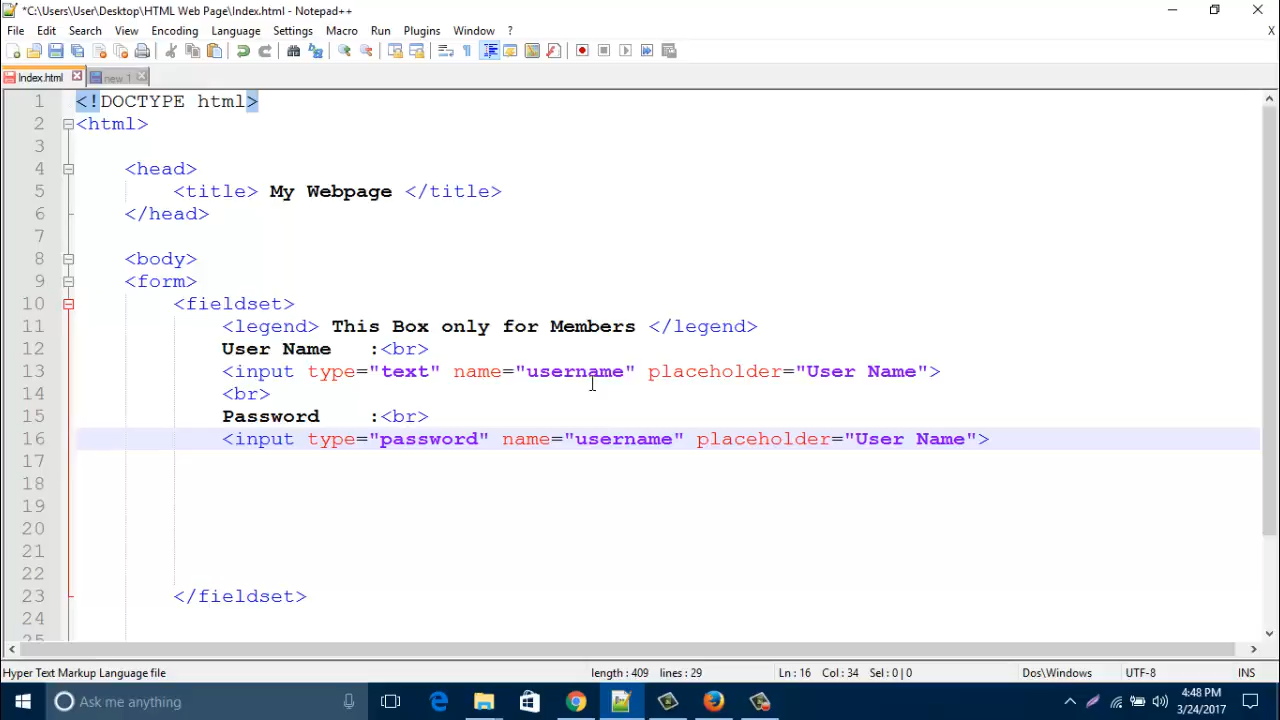 *C:\Users\User\Desktop\HTML Web Page\Index.html - Notepad++
File Edit Search View Encoding Language Settings Macro Run Plugins Window ? X
Index.html new 1
1 <!DOCTYPE html>
2 <html>
3
4 <head>
5 <title> My Webpage </title>
6 </head>
7
8 <body>
9 <form>
10 <fieldset>
11 <legend> This Box only for Members </legend>
12 User Name :<br>
13 <input type="text" name="username" placeholder="User Name">
14 <br>
15 Password :<br>
16 <input type="password" name="username" placeholder="User Name">
17
18
19
20
21
22
23 </fieldset>
24
25
Hyper Text Markup Language file length : 409 lines : 29 Ln : 16 Col : 34 Sel : 0 | 0 Dos\Windows UTF-8 INS
Ask me anything 4:48 PM
3/24/2017